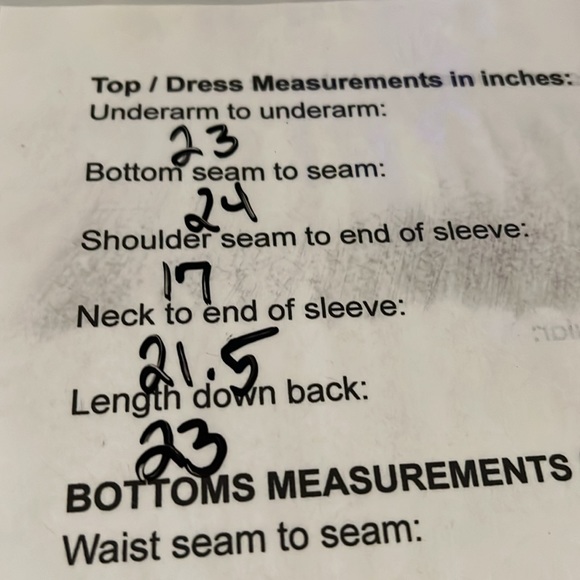 Top / Dress Measurements in inches:
Underarm to underarm:
23
Bottom seam to seam:
24
Shoulder seam to end of sleeve:
17
Neck to end of sleeve:
21.5
Length down back:
23
BOTTOMS MEASUREMENTS
Waist seam to seam: